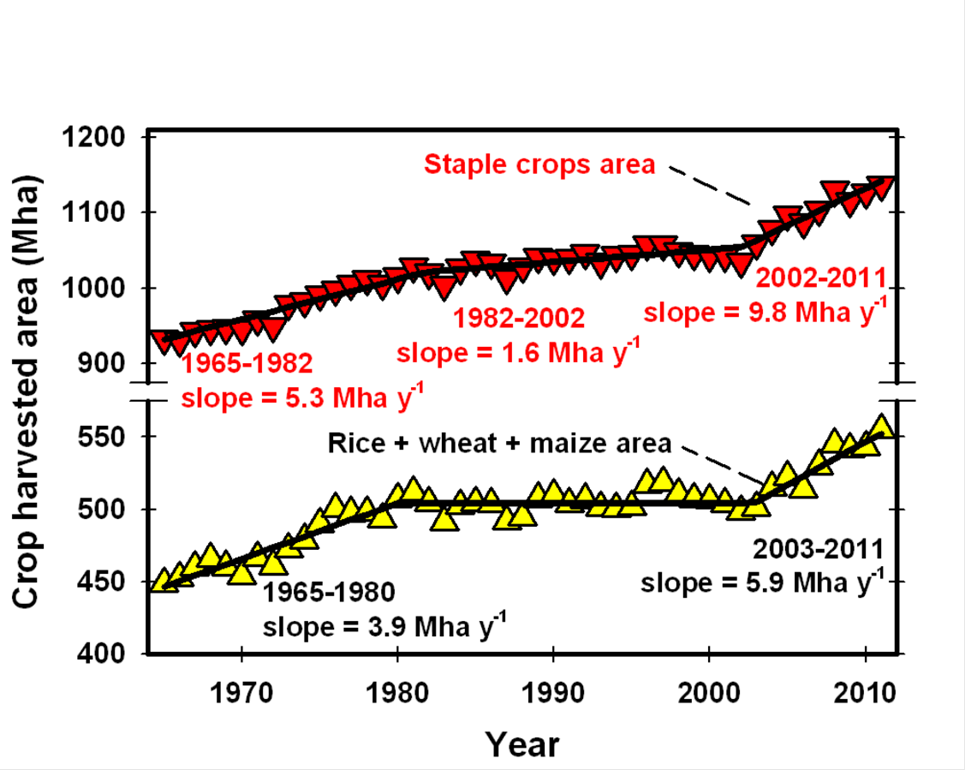 1200
Staple crops area
1100
1000
2002-2011
slope = 9.8 Mha y-1
1982-2002
slope = 1.6 Mha y-1
900
1965-1982
slope = 5.3 Mha y-1
Crop harvested area (Mha)
550
Rice + wheat + maize area
500
2003-2011
slope = 5.9 Mha y-1
450
1965-1980
slope = 3.9 Mha y-1
400
1970 1980 1990 2000 2010
Year